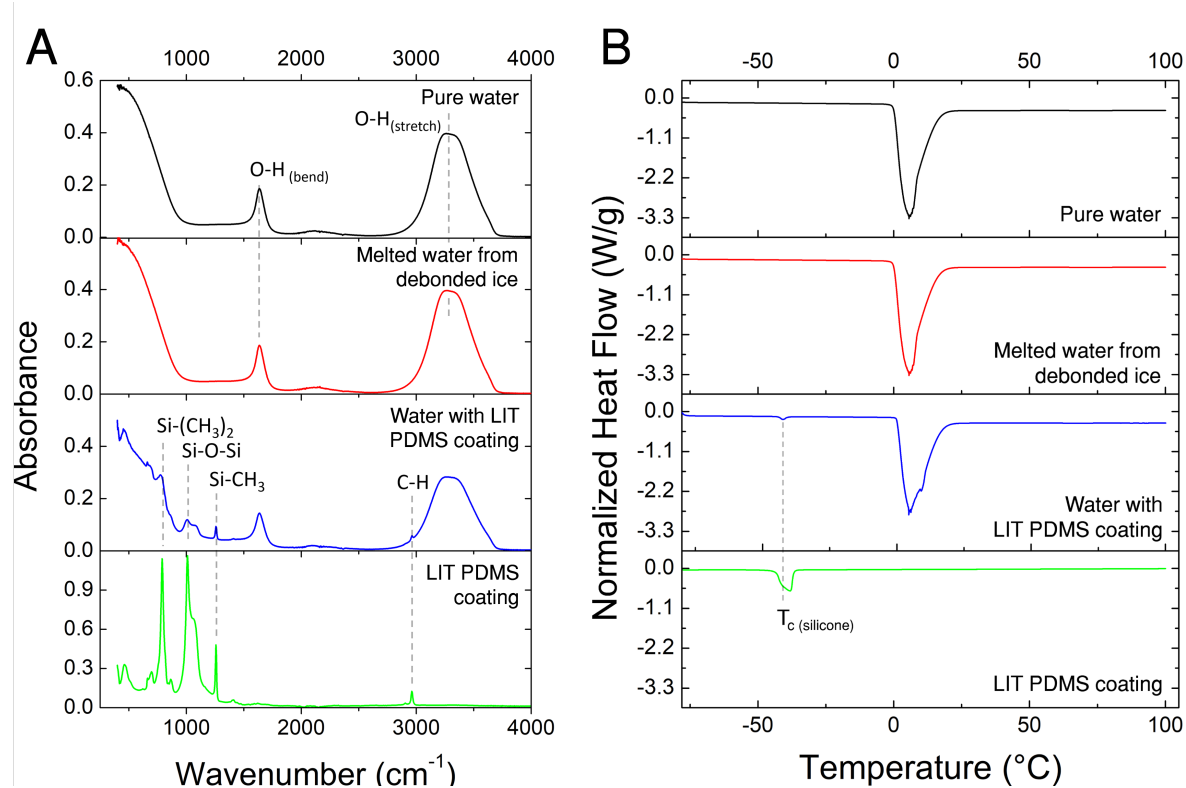 A
1000 2000 3000 4000
0.6
Pure water
O-H(stretch)
0.4
O-H (bend)
0.2
0.0
Melted water from
debonded ice
0.4
0.2
0.0
Water with LIT
PDMS coating
Si-(CH3)2
0.4
Si-O-Si
Si-CH3
C-H
0.2
0.0
LIT PDMS
coating
0.9
0.6
0.3
0.0
1000 2000 3000 4000
Absorbance
Wavenumber (cm-1)
B
-50 0 50 100
0.0
-1.1
-2.2
-3.3
Pure water
0.0
-1.1
-2.2
-3.3
Melted water from
debonded ice
0.0
-1.1
-2.2
-3.3
Water with
LIT PDMS coating
0.0
-1.1
Tc (silicone)
-2.2
-3.3
LIT PDMS coating
-50 0 50 100
Normalized Heat Flow (W/g)
Temperature (°C)